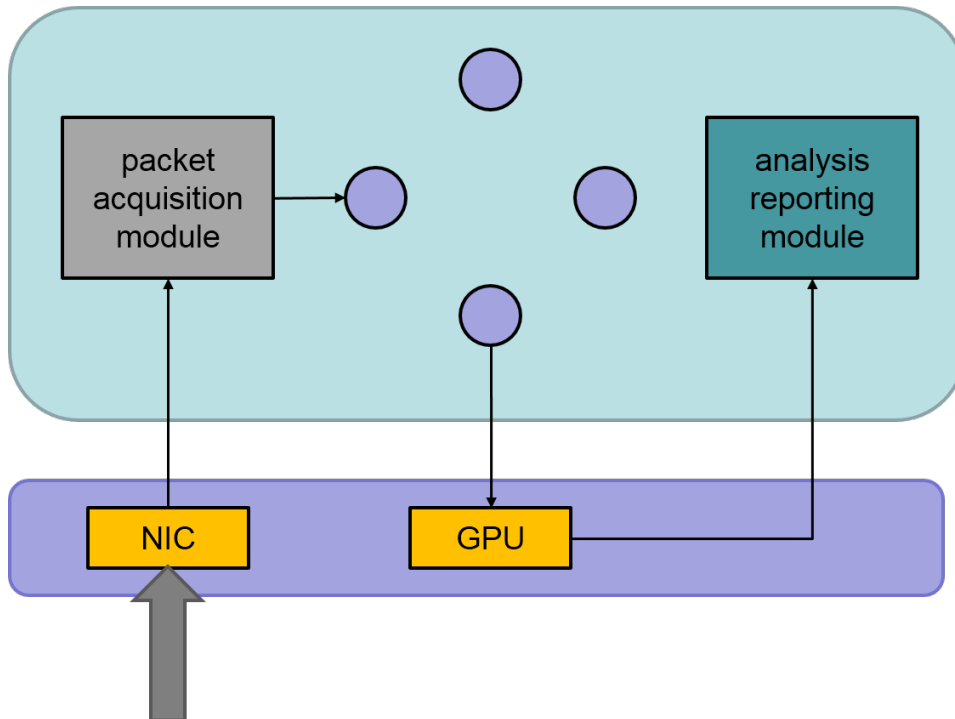 packet
acquisition
module
analysis
reporting
module
NIC
GPU